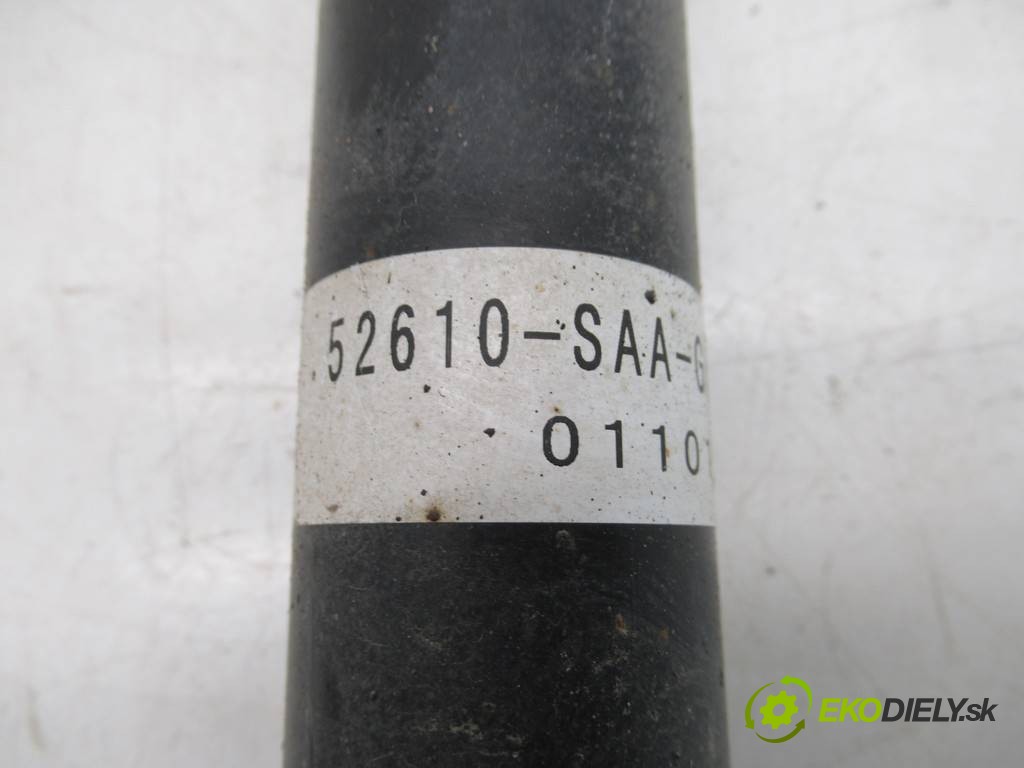 .52610-SAA-G
01101
EKODIELY.sk